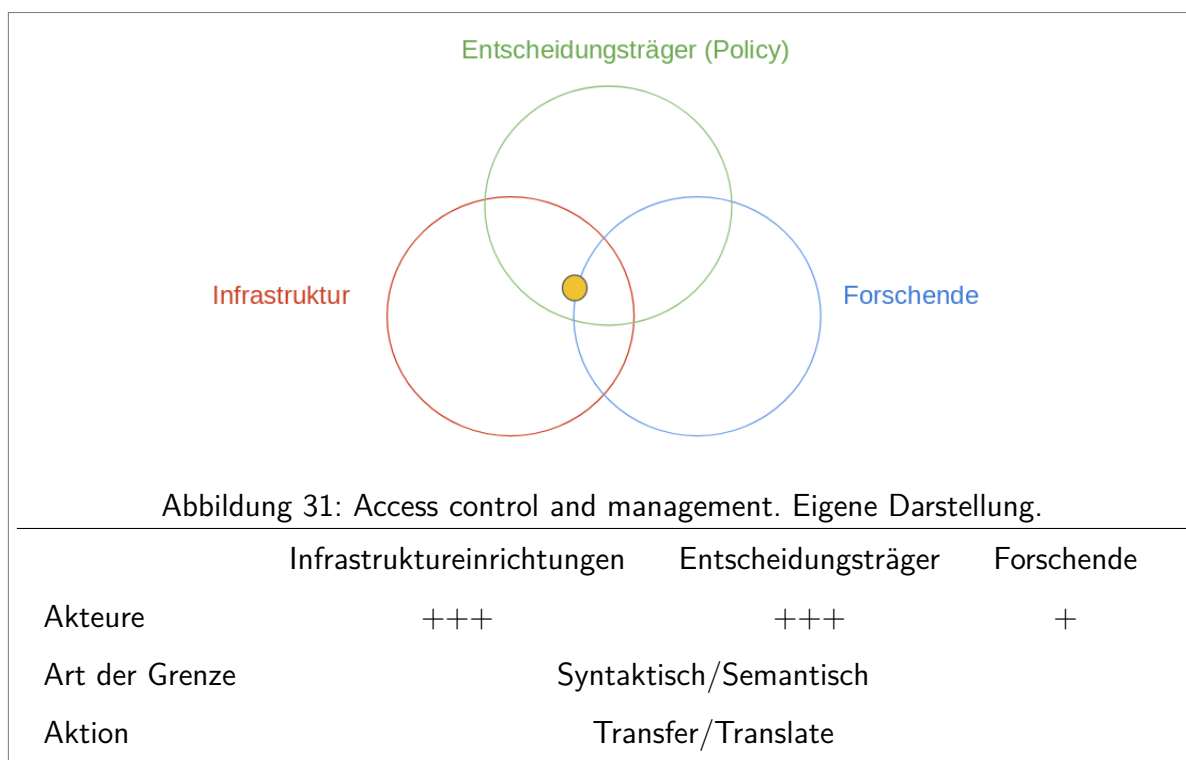 Entscheidungsträger (Policy)
Infrastruktur
Forschende
Abbildung 31: Access control and management. Eigene Darstellung.
Infrastruktureinrichtungen Entscheidungsträger Forschende
Akteure +++ +++ +
Art der Grenze Syntaktisch/Semantisch
Aktion Transfer/Translate